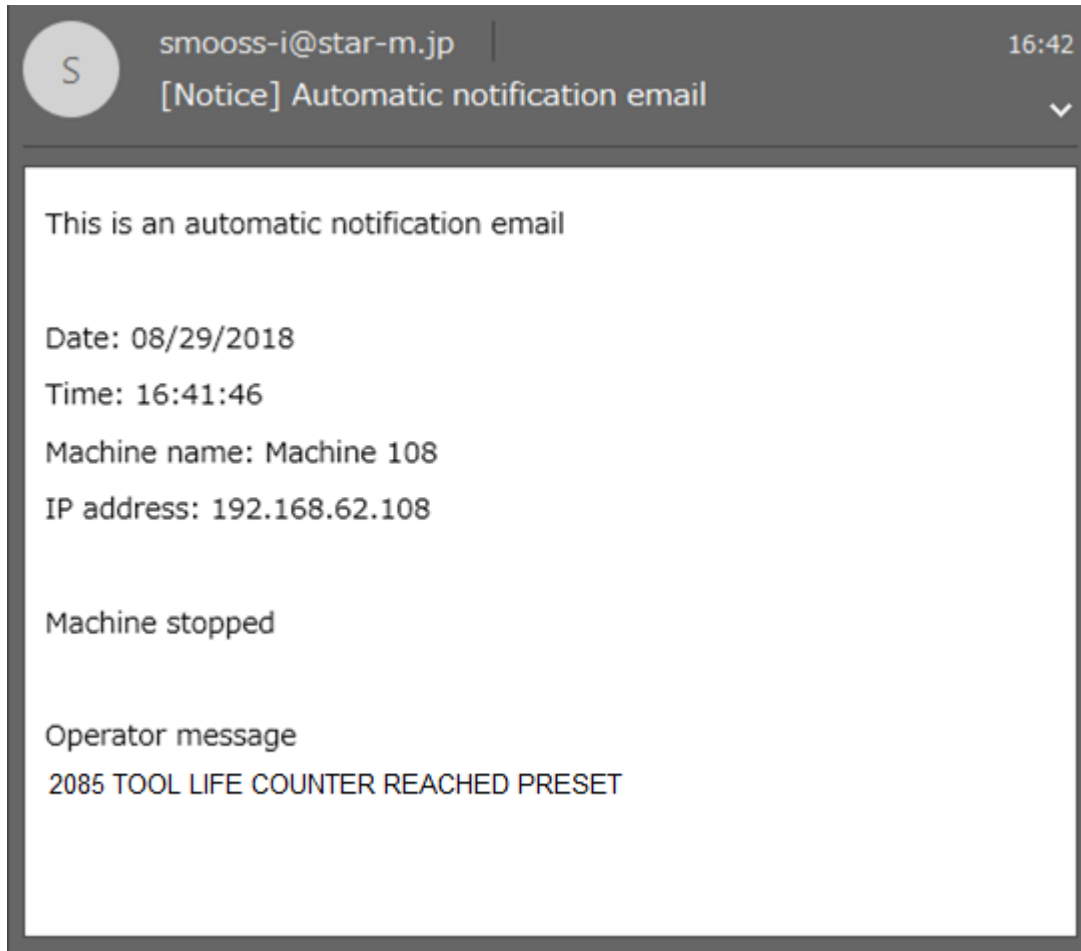 S
smooss-i@star-m.jp
16:42
[Notice] Automatic notification email
This is an automatic notification email
Date: 08/29/2018
Time: 16:41:46
Machine name: Machine 108
IP address: 192.168.62.108
Machine stopped
Operator message
2085 TOOL LIFE COUNTER REACHED PRESET